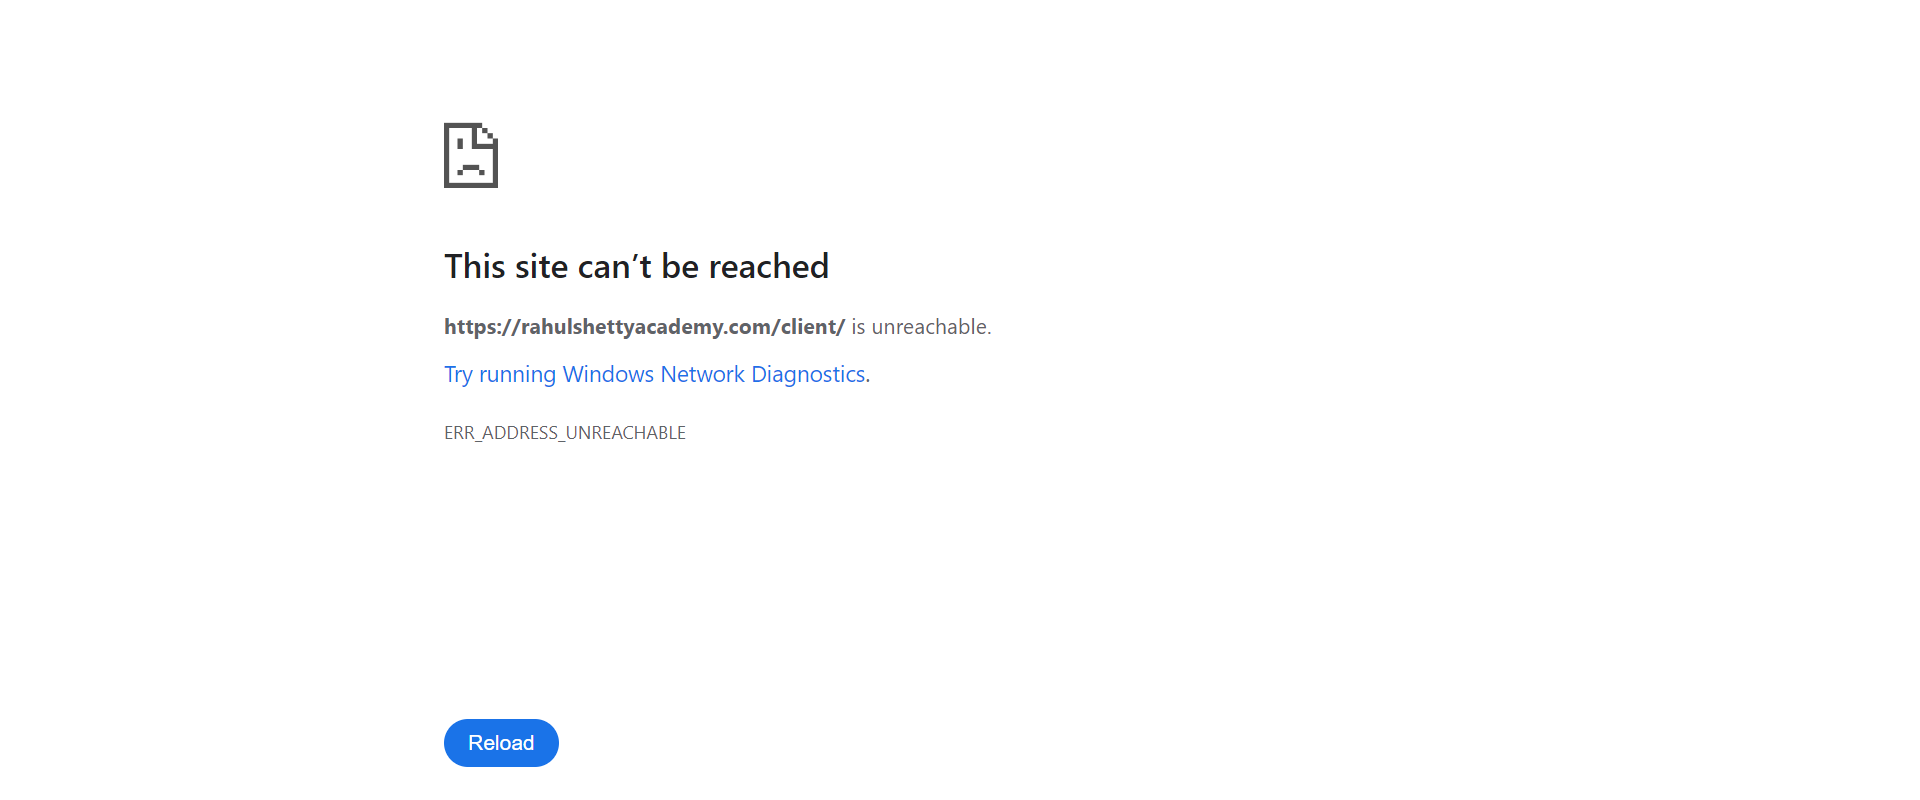 This site can’t be reached
https://rahulshettyacademy.com/client/ is unreachable.
Try running Windows Network Diagnostics.
ERR_ADDRESS_UNREACHABLE
Reload